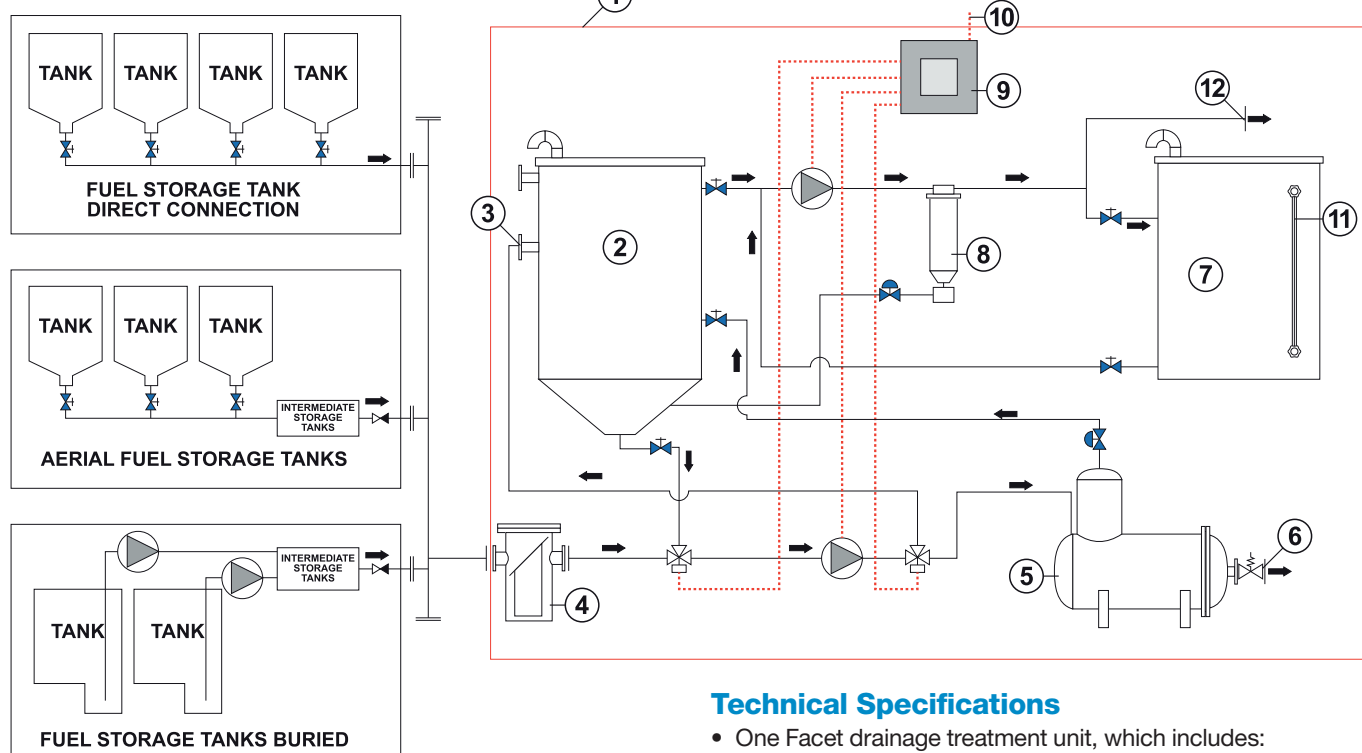 1
10
TANK TANK TANK TANK
9
12
FUEL STORAGE TANK
DIRECT CONNECTION
3
2
8
7
11
TANK TANK TANK
INTERMEDIATE
STORAGE
TANKS
AERIAL FUEL STORAGE TANKS
INTERMEDIATE
STORAGE
TANKS
TANK TANK
4
5
6
FUEL STORAGE TANKS BURIED
Technical Specifications
• One Facet drainage treatment unit, which includes: